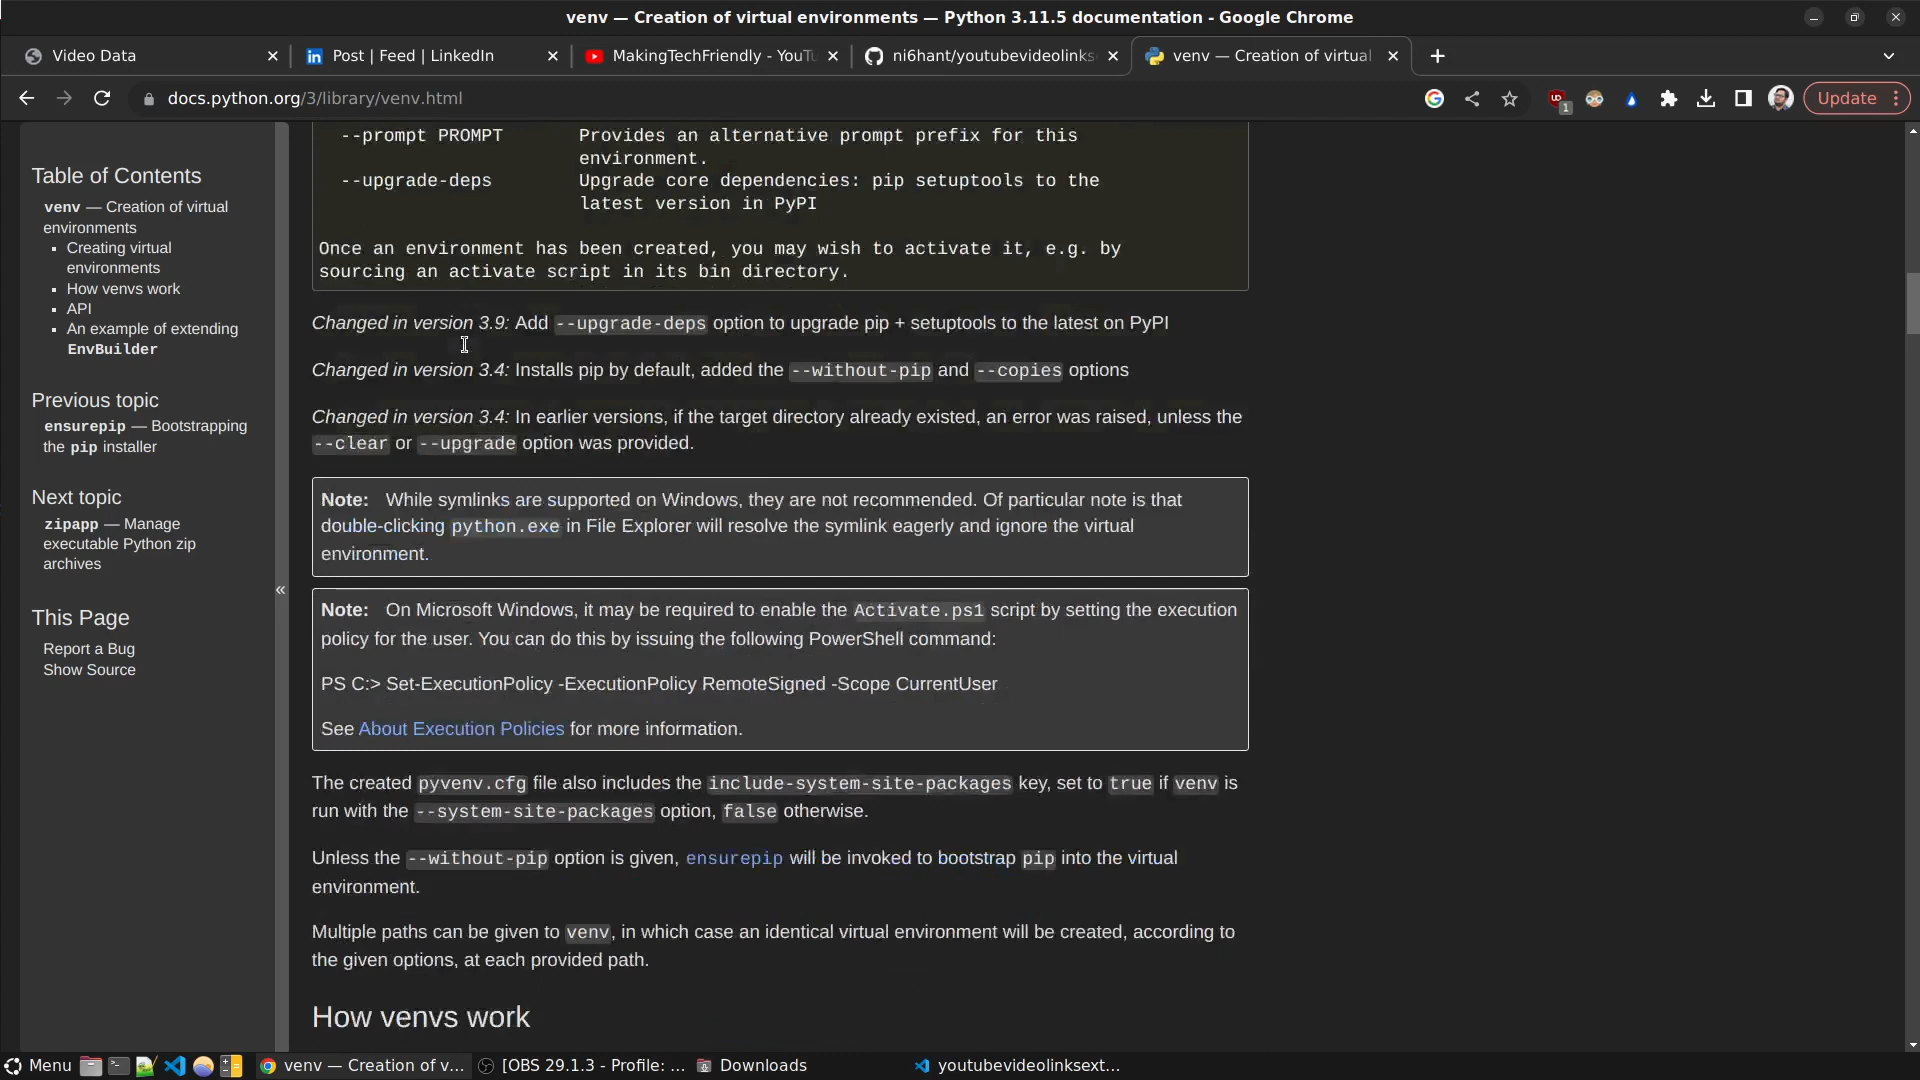 venv — Creation of virtual environments — Python 3.11.5 documentation - Google Chrome
Video Data
Post | Feed | LinkedIn
MakingTechFriendly - YouTu
ni6hant/youtubevideolinks
venv — Creation of virtual
docs.python.org/3/library/venv.html
1
Update
Table of Contents
venv — Creation of virtual
environments
Creating virtual
environments
How venvs work
API
An example of extending
EnvBuilder
Previous topic
ensurepip — Bootstrapping
the pip installer
Next topic
zipapp — Manage
executable Python zip
archives
This Page
Report a Bug
Show Source
«
--prompt PROMPT Provides an alternative prompt prefix for this
environment.
--upgrade-deps Upgrade core dependencies: pip setuptools to the
latest version in PyPI
Once an environment has been created, you may wish to activate it, e.g. by
sourcing an activate script in its bin directory.
Changed in version 3.9: Add --upgrade-deps option to upgrade pip + setuptools to the latest on PyPI
Changed in version 3.4: Installs pip by default, added the --without-pip and --copies options
Changed in version 3.4: In earlier versions, if the target directory already existed, an error was raised, unless the
--clear or --upgrade option was provided.
Note: While symlinks are supported on Windows, they are not recommended. Of particular note is that
double-clicking python.exe in File Explorer will resolve the symlink eagerly and ignore the virtual
environment.
Note: On Microsoft Windows, it may be required to enable the Activate.ps1 script by setting the execution
policy for the user. You can do this by issuing the following PowerShell command:
PS C:> Set-ExecutionPolicy -ExecutionPolicy RemoteSigned -Scope CurrentUser
See About Execution Policies for more information.
The created pyvenv.cfg file also includes the include-system-site-packages key, set to true if venv is
run with the --system-site-packages option, false otherwise.
Unless the --without-pip option is given, ensurepip will be invoked to bootstrap pip into the virtual
environment.
Multiple paths can be given to venv, in which case an identical virtual environment will be created, according to
the given options, at each provided path.
How venvs work
Menu
venv — Creation of v...
[OBS 29.1.3 - Profile: ...
Downloads
youtubevideolinksext...